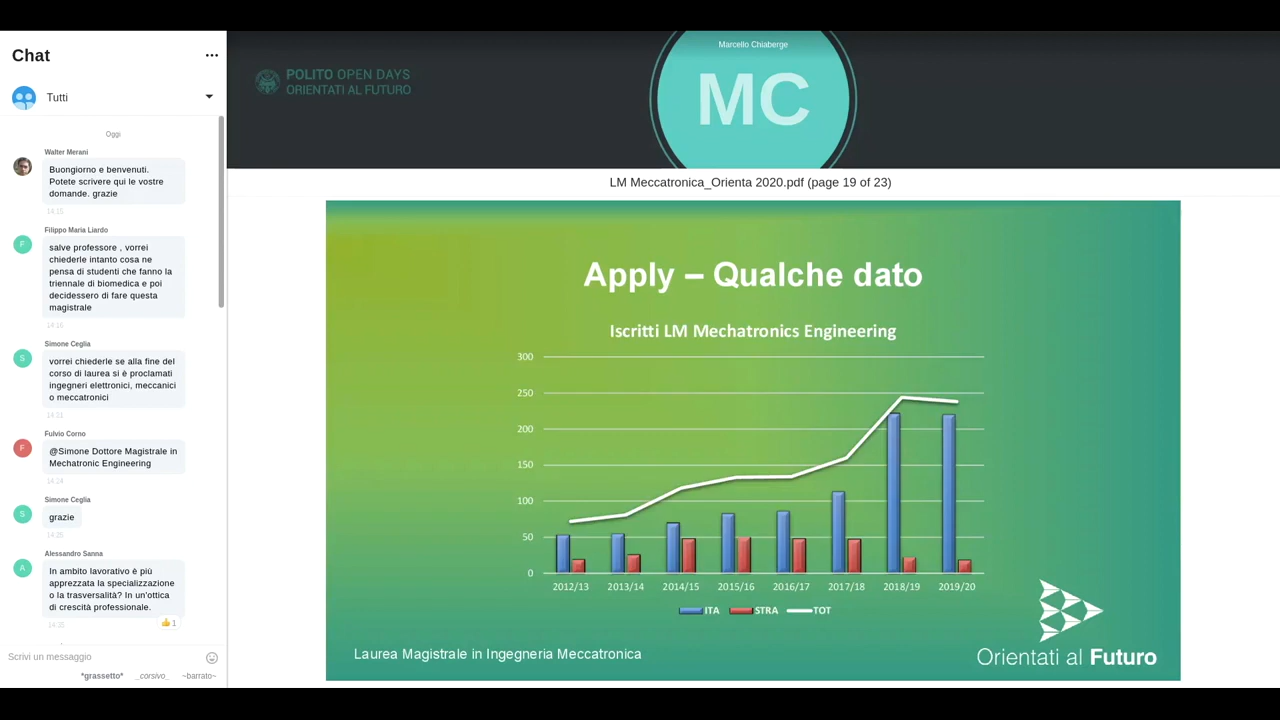 Chat
Tutti
Oggi
Walter Merani
Buongiorno e benvenuti.
Potete scrivere qui le vostre
domande. grazie
14:15
Filippo Maria Liardo
F
salve professore , vorrei
chiederle intanto cosa ne
pensa di studenti che fanno la
triennale di biomedica e poi
decidessero di fare questa
magistrale
14:16
Simone Ceglia
S
vorrei chiederle se alla fine del
corso di laurea si è proclamati
ingegneri elettronici, meccanici
o meccatronici
Fulvio Corno
F
@Simone Dottore Magistrale in
Mechatronic Engineering
Simone Ceglia
S
grazie
Alessandro Sanna
A
In ambito lavorativo è più
apprezzata la specializzazione
o la trasversalità? In un'ottica
di crescità professionale.
1
Scrivi un messaggio
*grassetto* _corsivo_ ~barrato~
POLITO OPEN DAYS
ORIENTATI AL FUTURO
Marcello Chiaberge
MC
LM Meccatronica_Orienta 2020.pdf (page 19 of 23)
Apply – Qualche dato
Iscritti LM Mechatronics Engineering
300
250
200
150
100
50
0
2012/13 2013/14 2014/15 2015/16 2016/17 2017/18 2018/19 2019/20
ITA STRA TOT
Laurea Magistrale in Ingegneria Meccatronica
Orientati al Futuro